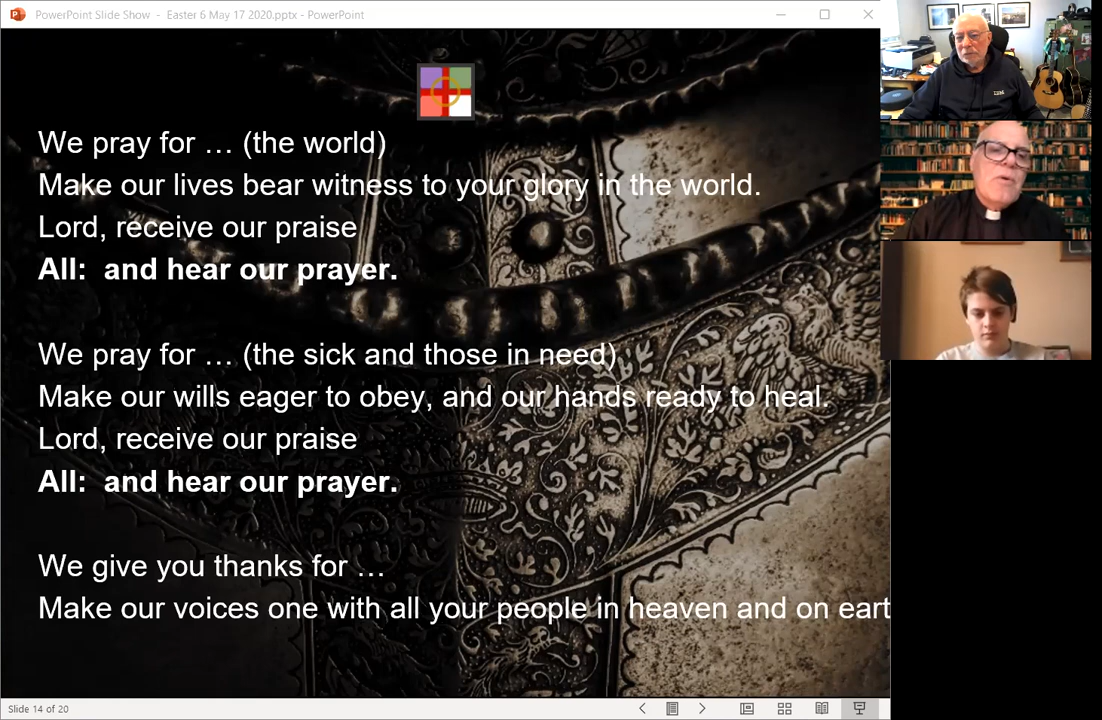 PowerPoint Slide Show - Easter 6 May 17 2020.pptx - PowerPoint
We pray for … (the world)
Make our lives bear witness to your glory in the world.
Lord, receive our praise
All: and hear our prayer.
We pray for … (the sick and those in need)
Make our wills eager to obey, and our hands ready to heal.
Lord, receive our praise
All: and hear our prayer.
We give you thanks for …
Make our voices one with all your people in heaven and on eart
Slide 14 of 20